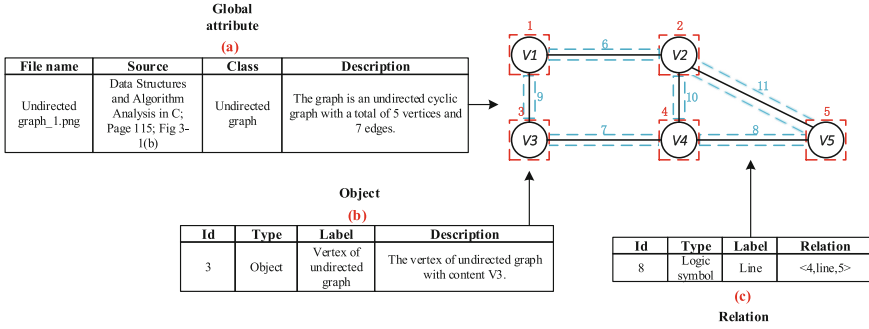 Global
attribute
(a)
File name Source Class Description
Undirected
graph_1.png
Data Structures
and Algorithm
Analysis in C;
Page 115; Fig 3-
1(b)
Undirected
graph
The graph is an undirected cyclic
graph with a total of 5 vertices and
7 edges.
1 2
V1 6 V2
9 10 11
3 4 5
V3 7 V4 8 V5
Object
(b)
Id Type Label Description
3 Object
Vertex of
undirected
graph
The vertex of undirected graph
with content V3.
Id Type Label Relation
8
Logic
symbol
Line <4,line,5>
(c)
Relation